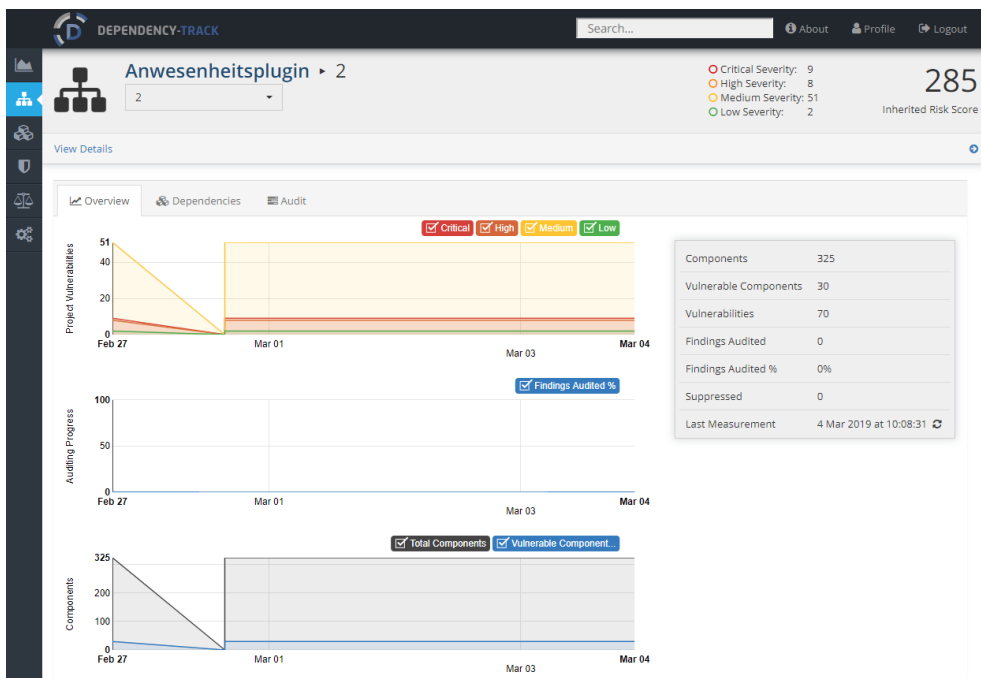 DEPENDENCY-TRACK
Search...
About
Profile
Logout
Anwesenheitsplugin ▸ 2
2
Critical Severity: 9
High Severity: 8
Medium Severity: 51
Low Severity: 2
285
Inherited Risk Score
View Details
Overview
Dependencies
Audit
Critical
High
Medium
Low
Project Vulnerabilities
51
40
20
0
Feb 27
Mar 01
Mar 03
Mar 04
Findings Audited %
Auditing Progress
100
50
0
Feb 27
Mar 01
Mar 03
Mar 04
Total Components
Vulnerable Component...
Components
325
200
100
0
Feb 27
Mar 01
Mar 03
Mar 04
Components 325
Vulnerable Components 30
Vulnerabilities 70
Findings Audited 0
Findings Audited % 0%
Suppressed 0
Last Measurement 4 Mar 2019 at 10:08:31